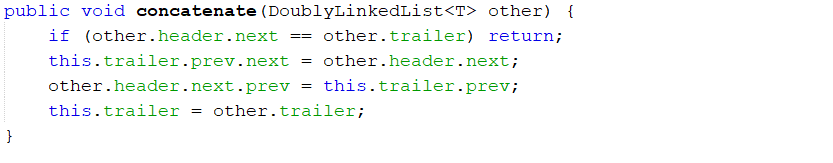 public void concatenate(DoublyLinkedList<T> other) {
    if (other.header.next == other.trailer) return;
    this.trailer.prev.next = other.header.next;
    other.header.next.prev = this.trailer.prev;
    this.trailer = other.trailer;
}